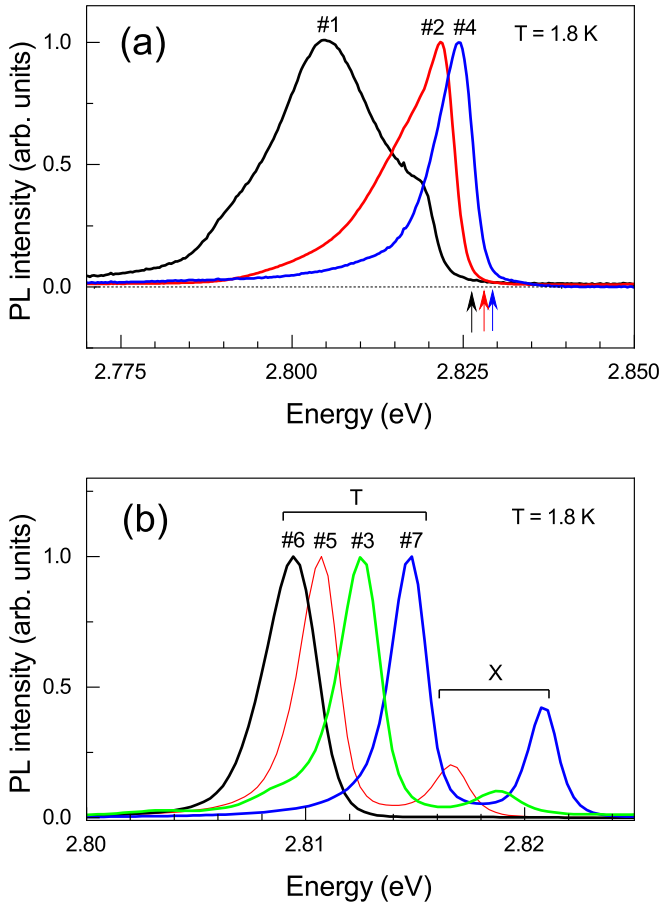 (a)
#1
#2
#4
T = 1.8 K
PL intensity (arb. units)
1.0
0.5
0.0
2.775
2.800
2.825
2.850
Energy (eV)
(b)
T
T = 1.8 K
#6
#5
#3
#7
X
PL intensity (arb. units)
1.0
0.5
0.0
2.80
2.81
2.82
Energy (eV)